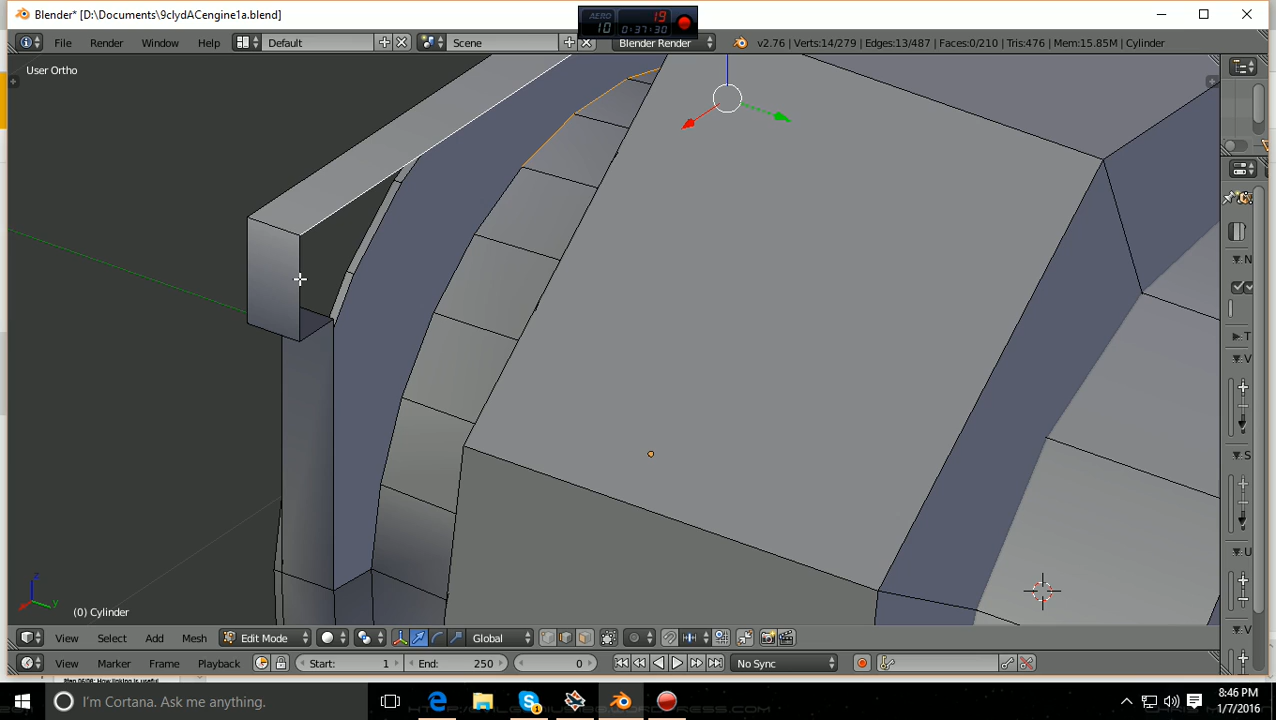 Blender* [D:\Documents\9clydACengine1a.blend]
AERO 10 19 0:37:30
File Render Window Help Default Scene Blender Render v2.76 | Verts:14/279 | Edges:13/487 | Faces:0/210 | Tris:476 | Mem:15.85M | Cylinder
User Ortho
N
T
V
S
U
V
z
y
(0) Cylinder
View Select Add Mesh Edit Mode Global
View Marker Frame Playback Start: 1 End: 250 0 No Sync
I'm Cortana. Ask me anything.
1
8:46 PM
1/7/2016